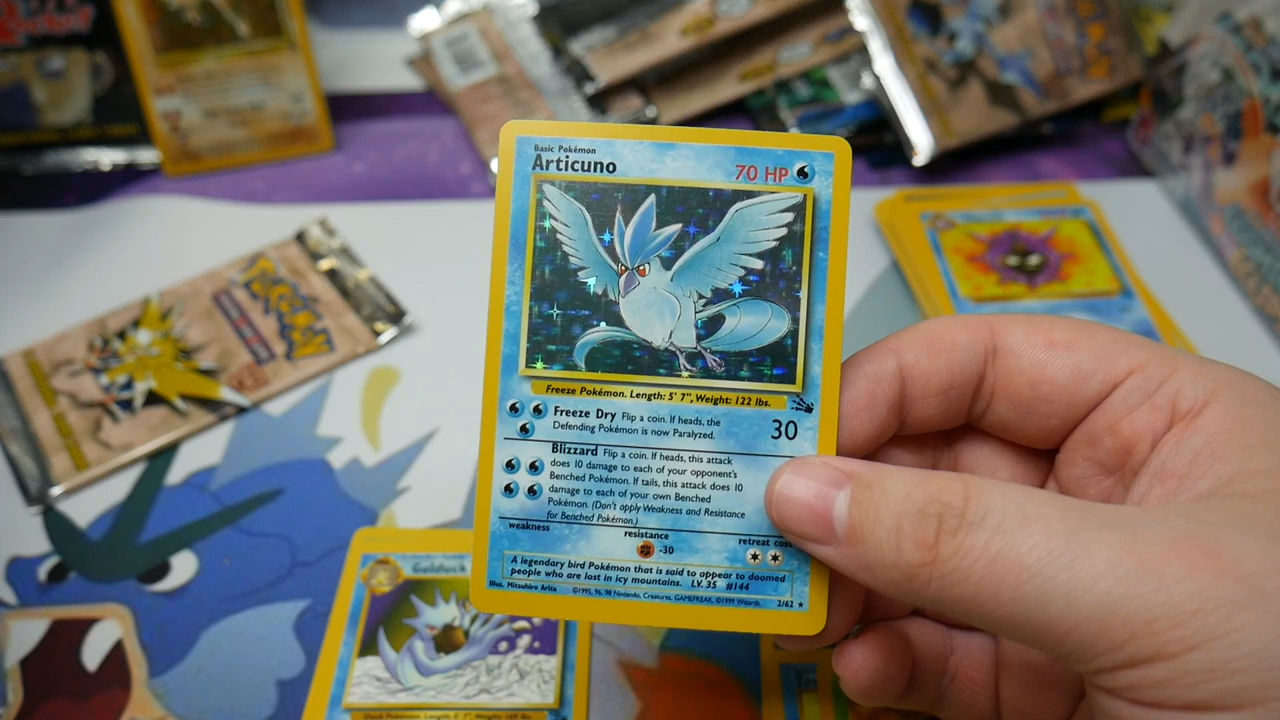 Basic Pokémon
Articuno
70 HP
Freeze Pokémon. Length: 5' 7", Weight: 122 lbs.
Freeze Dry Flip a coin. If heads, the
Defending Pokémon is now Paralyzed.
30
Blizzard Flip a coin. If heads, this attack
does 10 damage to each of your opponent's
Benched Pokémon. If tails, this attack does 10
damage to each of your own Benched
Pokémon. (Don't apply Weakness and Resistance
for Benched Pokémon.)
weakness
resistance
retreat cost
-30
A legendary bird Pokémon that is said to appear to doomed
people who are lost in icy mountains. LV. 35 #144
Illus. Mitsuhiro Arita
©1995, 96, 98 Nintendo, Creatures, GAMEFREAK. ©1999 Wizards.
2/62
POKéMON
Golduck